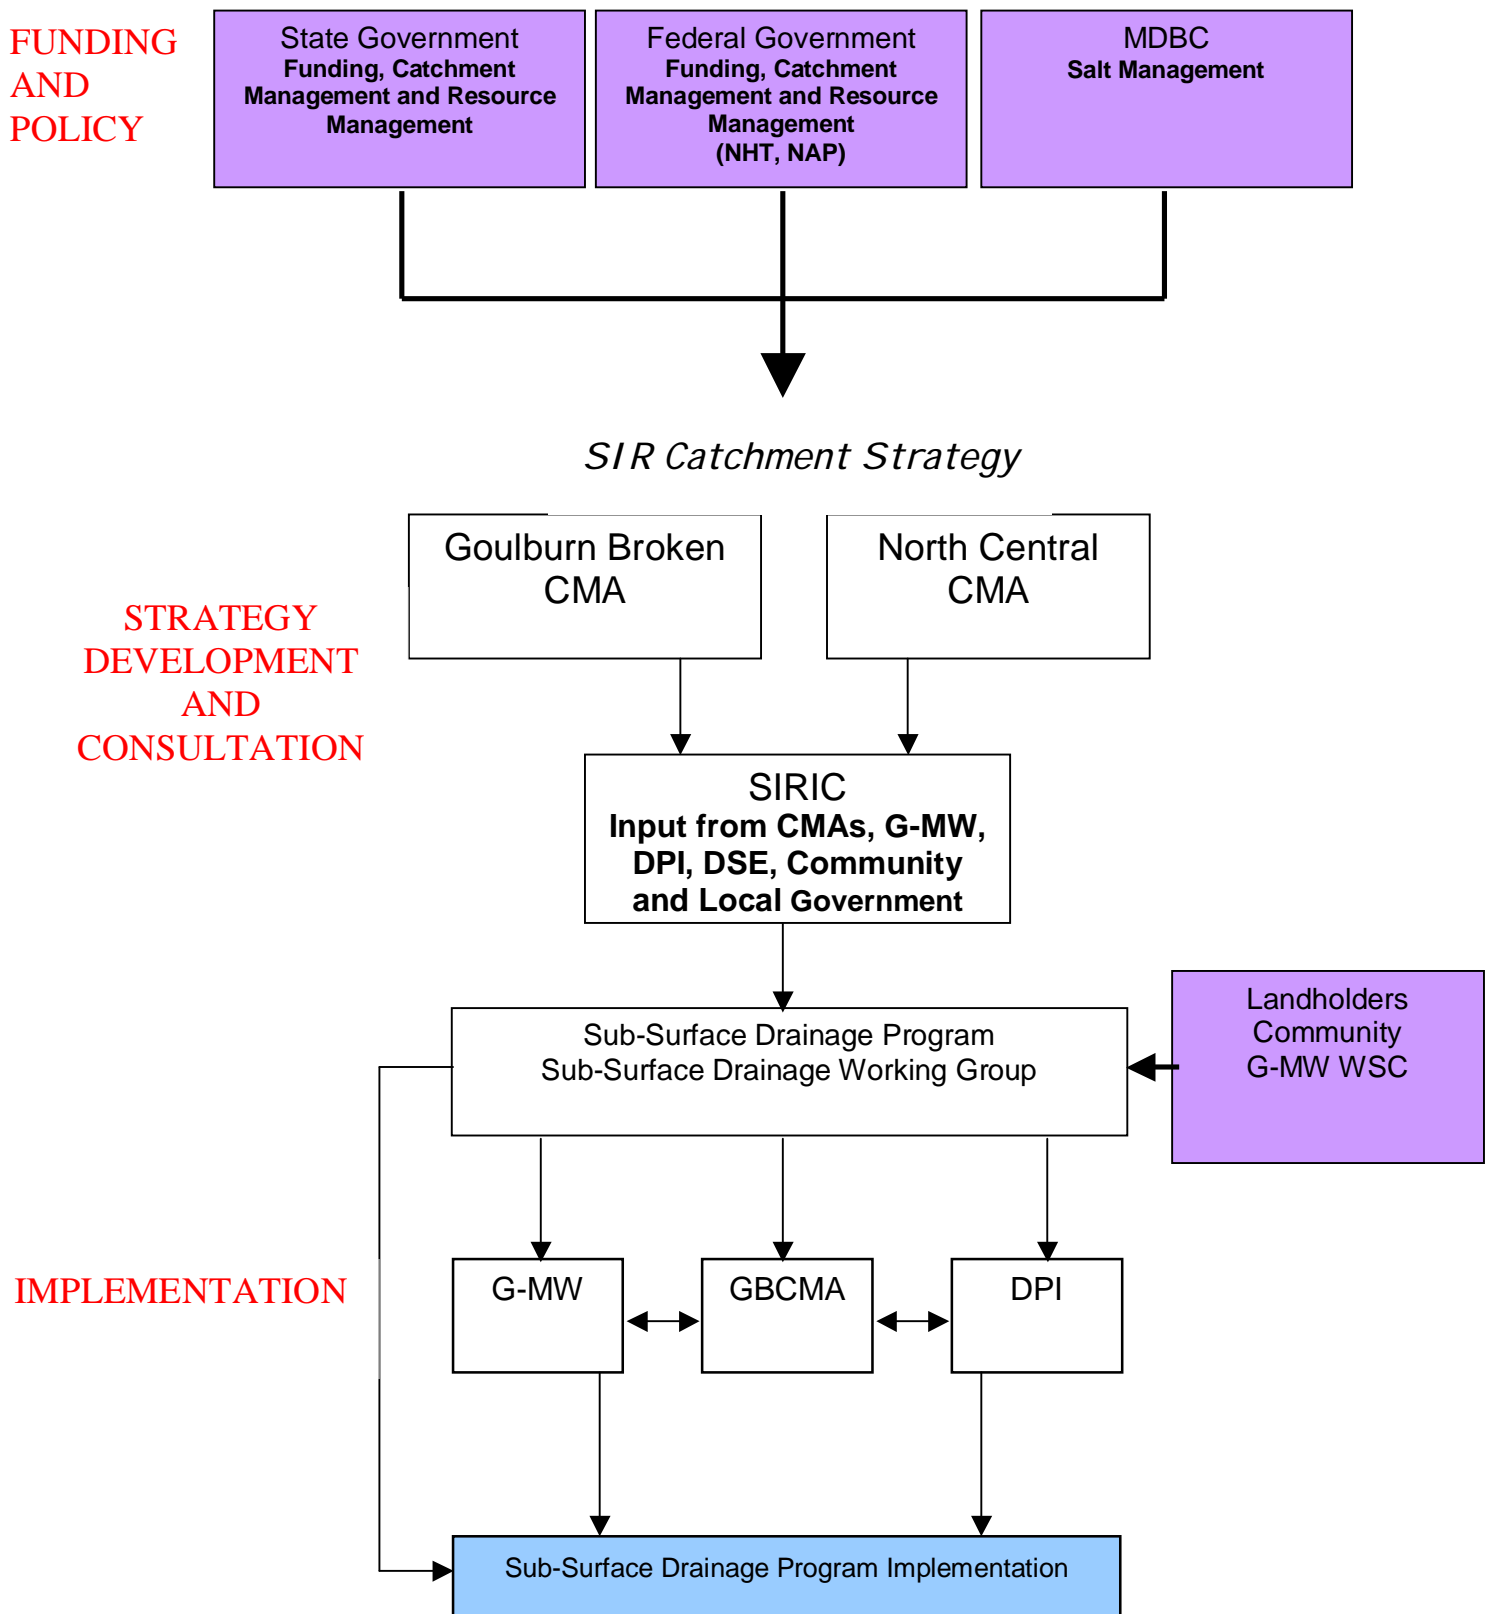 FUNDING
AND
POLICY
State Government
Funding, Catchment
Management and Resource
Management
Federal Government
Funding, Catchment
Management and Resource
Management
(NHT, NAP)
MDBC
Salt Management
SIR Catchment Strategy
Goulburn Broken
CMA
North Central
CMA
STRATEGY
DEVELOPMENT
AND
CONSULTATION
SIRIC
Input from CMAs, G-MW,
DPI, DSE, Community
and Local Government
Sub-Surface Drainage Program
Sub-Surface Drainage Working Group
Landholders
Community
G-MW WSC
IMPLEMENTATION
G-MW
GBCMA
DPI
Sub-Surface Drainage Program Implementation